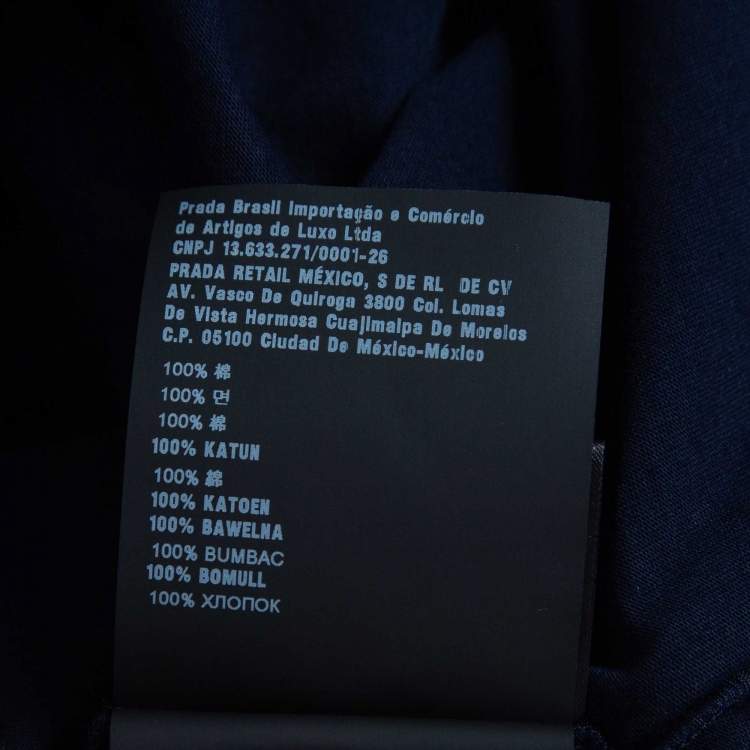 Prada Brasil Importação e Comércio
de Artigos de Luxo Ltda
CNPJ 13.633.271/0001-26
PRADA RETAIL MÉXICO, S DE RL DE CV
AV. Vasco De Quiroga 3800 Col. Lomas
De Vista Hermosa Cuajimalpa De Morelos
C.P. 05100 Ciudad De México-México
100% 棉
100% 면
100% 棉
100% KATUN
100% 綿
100% KATOEN
100% BAWELNA
100% BUMBAC
100% BOMULL
100% ХЛОПОК